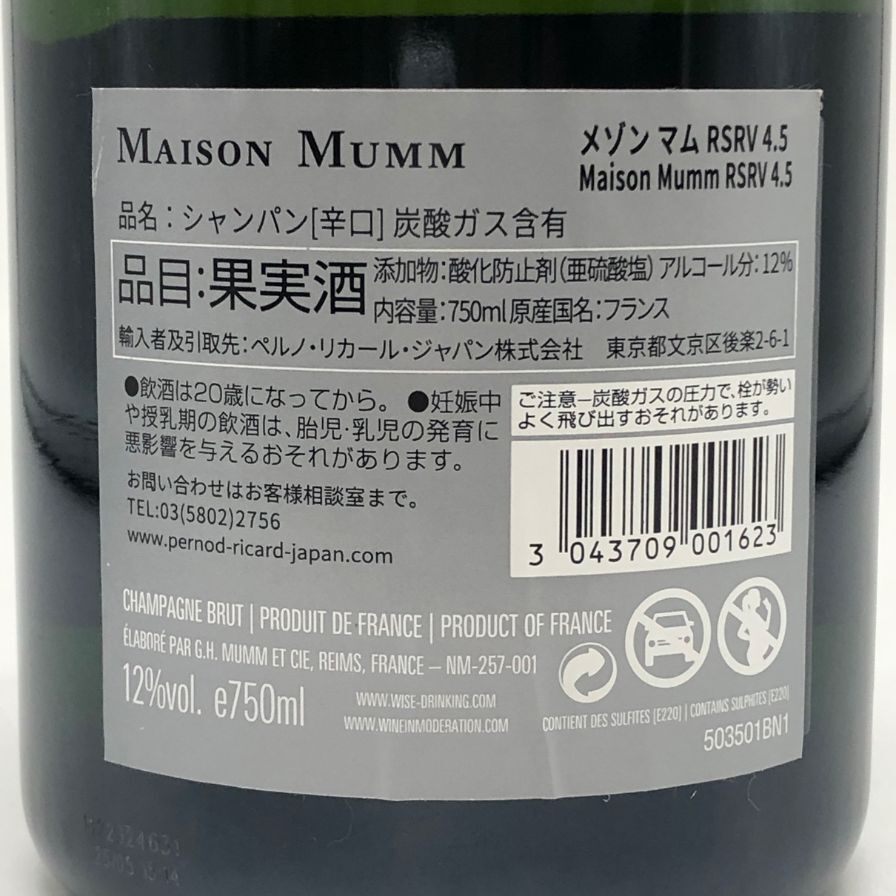 MAISON MUMM
メゾン マム RSRV 4.5
Maison Mumm RSRV 4.5
品名：シャンパン[辛口] 炭酸ガス含有
品目：果実酒
添加物：酸化防止剤（亜硫酸塩） アルコール分：12%
内容量：750ml 原産国名：フランス
輸入者及引取先：ペルノ・リカール・ジャパン株式会社 東京都文京区後楽2-6-1
●飲酒は20歳になってから。 ●妊娠中
や授乳期の飲酒は、胎児・乳児の発育に
悪影響を与えるおそれがあります。
お問い合わせはお客様相談室まで。
TEL:03(5802)2756
www.pernod-ricard-japan.com
ご注意－炭酸ガスの圧力で、栓が勢い
よく飛び出すおそれがあります。
3 043709 001623
CHAMPAGNE BRUT | PRODUIT DE FRANCE | PRODUCT OF FRANCE
ÉLABORÉ PAR G.H. MUMM ET CIE, REIMS, FRANCE – NM-257-001
12%vol. e750ml
WWW.WISE-DRINKING.COM
WWW.WINEINMODERATION.COM
CONTIENT DES SULFITES (E220) | CONTAINS SULPHITES (E220)
503501BN1